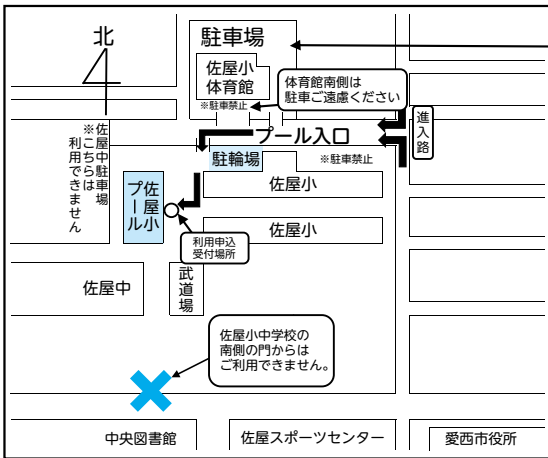 北
駐車場
佐屋小
体育館
体育館南側は
駐車ご遠慮ください
※駐車禁止
進入路
プール入口
駐輪場
※駐車禁止
佐屋中駐車場
※こちらは
利用できません
佐屋小
プール
佐屋小
佐屋小
利用申込
受付場所
佐屋中
武道場
佐屋小中学校の
南側の門からは
ご利用できません。
中央図書館
佐屋スポーツセンター
愛西市役所